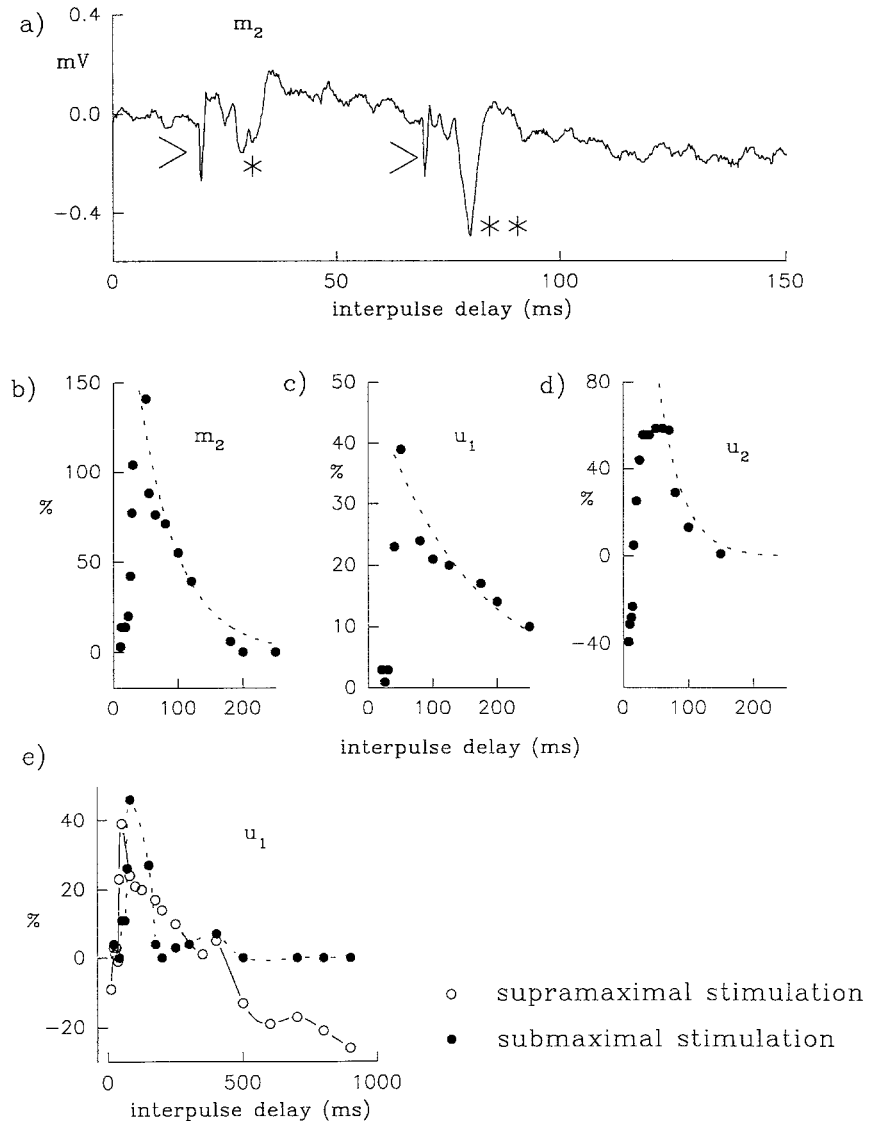 a)
m2
0.4
mV
0.0
−0.4
> * > **
0 50 100 150
interpulse delay (ms)
b)
150
100
%
50
0
m2
0 100 200
c)
50
40
%
30
20
10
0
u1
0 100 200
d)
80
40
%
0
−40
u2
0 100 200
interpulse delay (ms)
e)
40
20
%
0
−20
u1
0 500 1000
interpulse delay (ms)
supramaximal stimulation
submaximal stimulation